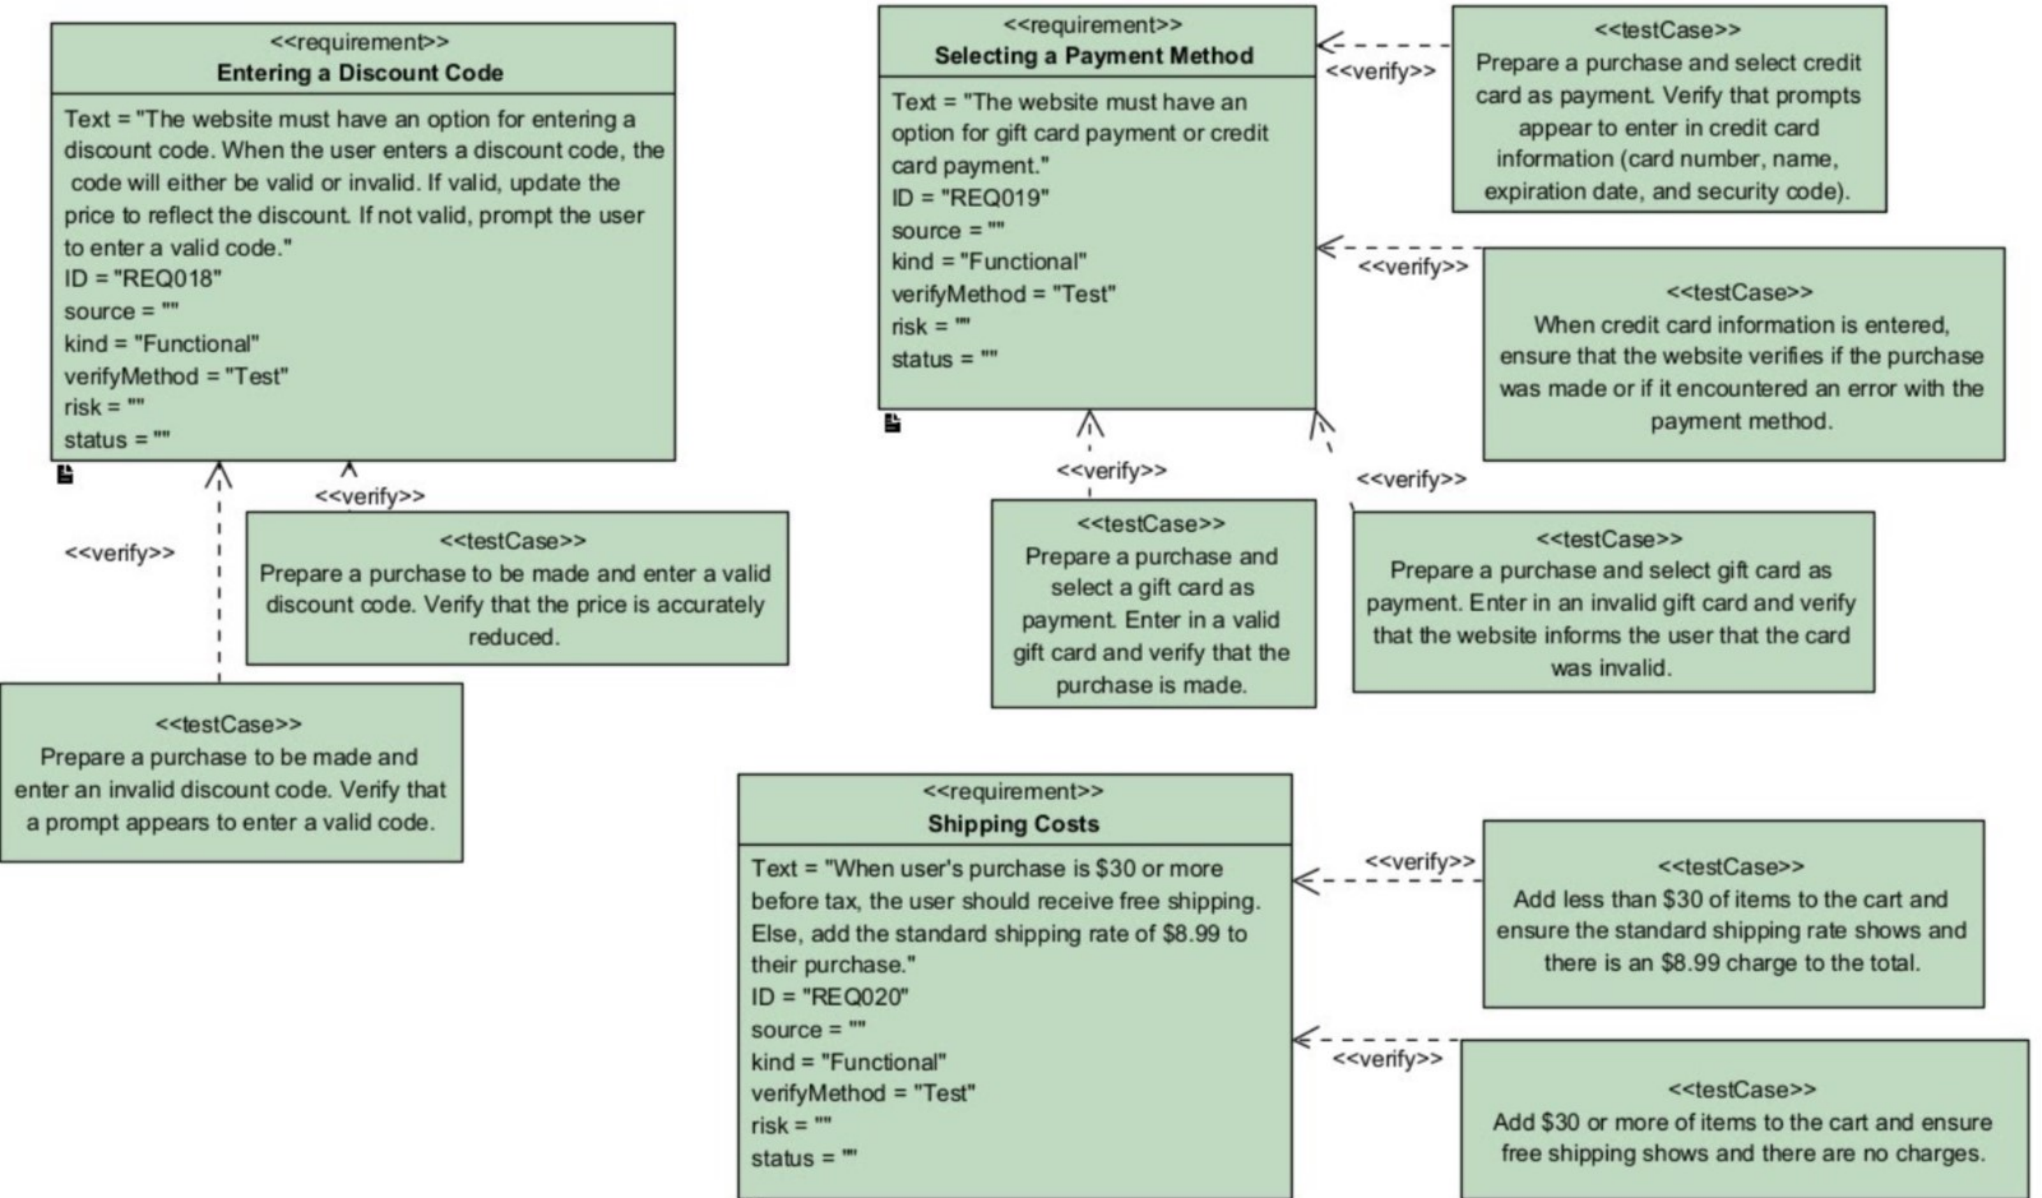 <<requirement>>
Entering a Discount Code
Text = "The website must have an option for entering a
discount code. When the user enters a discount code, the
code will either be valid or invalid. If valid, update the
price to reflect the discount. If not valid, prompt the user
to enter a valid code."
ID = "REQ018"
source = ""
kind = "Functional"
verifyMethod = "Test"
risk = ""
status = ""
<<verify>>
<<verify>>
<<testCase>>
Prepare a purchase to be made and enter a valid
discount code. Verify that the price is accurately
reduced.
<<testCase>>
Prepare a purchase to be made and
enter an invalid discount code. Verify that
a prompt appears to enter a valid code.
<<requirement>>
Selecting a Payment Method
Text = "The website must have an
option for gift card payment or credit
card payment."
ID = "REQ019"
source = ""
kind = "Functional"
verifyMethod = "Test"
risk = ""
status = ""
<<verify>>
<<testCase>>
Prepare a purchase and select credit
card as payment. Verify that prompts
appear to enter in credit card
information (card number, name,
expiration date, and security code).
<<verify>>
<<testCase>>
When credit card information is entered,
ensure that the website verifies if the purchase
was made or if it encountered an error with the
payment method.
<<verify>>
<<testCase>>
Prepare a purchase and
select a gift card as
payment. Enter in a valid
gift card and verify that the
purchase is made.
<<verify>>
<<testCase>>
Prepare a purchase and select gift card as
payment. Enter in an invalid gift card and verify
that the website informs the user that the card
was invalid.
<<requirement>>
Shipping Costs
Text = "When user's purchase is $30 or more
before tax, the user should receive free shipping.
Else, add the standard shipping rate of $8.99 to
their purchase."
ID = "REQ020"
source = ""
kind = "Functional"
verifyMethod = "Test"
risk = ""
status = ""
<<verify>>
<<testCase>>
Add less than $30 of items to the cart and
ensure the standard shipping rate shows and
there is an $8.99 charge to the total.
<<verify>>
<<testCase>>
Add $30 or more of items to the cart and ensure
free shipping shows and there are no charges.